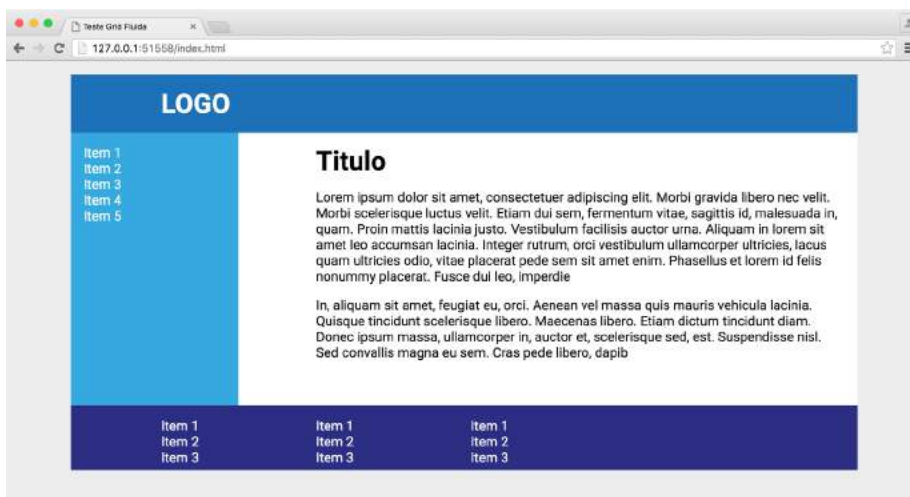 Teste Grid Fluida
127.0.0.1:51558/index.html
LOGO
Item 1
Item 2
Item 3
Item 4
Item 5
Titulo
Lorem ipsum dolor sit amet, consectetuer adipiscing elit. Morbi gravida libero nec velit.
Morbi scelerisque luctus velit. Etiam dui sem, fermentum vitae, sagittis id, malesuada in,
quam. Proin mattis lacinia justo. Vestibulum facilisis auctor urna. Aliquam in lorem sit
amet leo accumsan lacinia. Integer rutrum, orci vestibulum ullamcorper ultricies, lacus
quam ultricies odio, vitae placerat pede sem sit amet enim. Phasellus et lorem id felis
nonummy placerat. Fusce dui leo, imperdie
In, aliquam sit amet, feugiat eu, orci. Aenean vel massa quis mauris vehicula lacinia.
Quisque tincidunt scelerisque libero. Maecenas libero. Etiam dictum tincidunt diam.
Donec ipsum massa, ullamcorper in, auctor et, scelerisque sed, est. Suspendisse nisl.
Sed convallis magna eu sem. Cras pede libero, dapib
Item 1
Item 2
Item 3
Item 1
Item 2
Item 3
Item 1
Item 2
Item 3